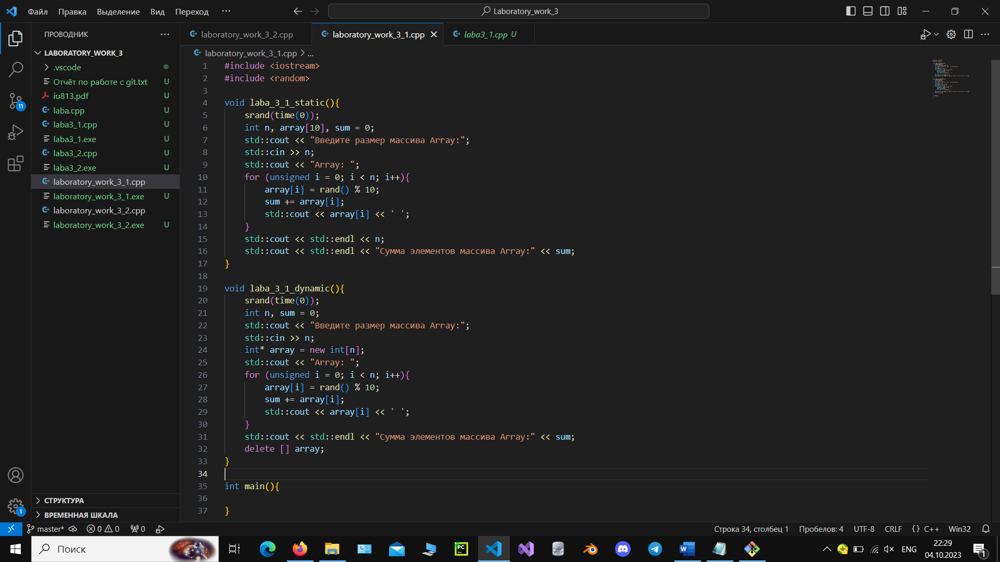 Файл Правка Выделение Вид Переход ··· Laboratory_work_3
ПРОВОДНИК ···
LABORATORY_WORK_3
.vscode
Отчёт по работе с git.txt U
iu813.pdf U
laba.cpp U
laba3_1.cpp U
laba3_1.exe U
laba3_2.cpp U
laba3_2.exe U
laboratory_work_3_1.cpp
laboratory_work_3_1.exe U
laboratory_work_3_2.cpp
laboratory_work_3_2.exe U
11
СТРУКТУРА
ВРЕМЕННАЯ ШКАЛА
1
laboratory_work_3_2.cpp laboratory_work_3_1.cpp laba3_1.cpp U
laboratory_work_3_1.cpp > ...
1 #include <iostream>
2 #include <random>
3
4 void laba_3_1_static(){
5 srand(time(0));
6 int n, array[10], sum = 0;
7 std::cout << "Введите размер массива Array:";
8 std::cin >> n;
9 std::cout << "Array: ";
10 for (unsigned i = 0; i < n; i++){
11 array[i] = rand() % 10;
12 sum += array[i];
13 std::cout << array[i] << ' ';
14 }
15 std::cout << std::endl << n;
16 std::cout << std::endl << "Сумма элементов массива Array:" << sum;
17 }
18
19 void laba_3_1_dynamic(){
20 srand(time(0));
21 int n, sum = 0;
22 std::cout << "Введите размер массива Array:";
23 std::cin >> n;
24 int* array = new int[n];
25 std::cout << "Array: ";
26 for (unsigned i = 0; i < n; i++){
27 array[i] = rand() % 10;
28 sum += array[i];
29 std::cout << array[i] << ' ';
30 }
31 std::cout << std::endl << "Сумма элементов массива Array:" << sum;
32 delete [] array;
33 }
34
35 int main(){
36
37 }
master* 0 0 0 Строка 34, столбец 1 Пробелов: 4 UTF-8 CRLF {} C++ Win32
Поиск PC ENG 22:29
04.10.2023 1